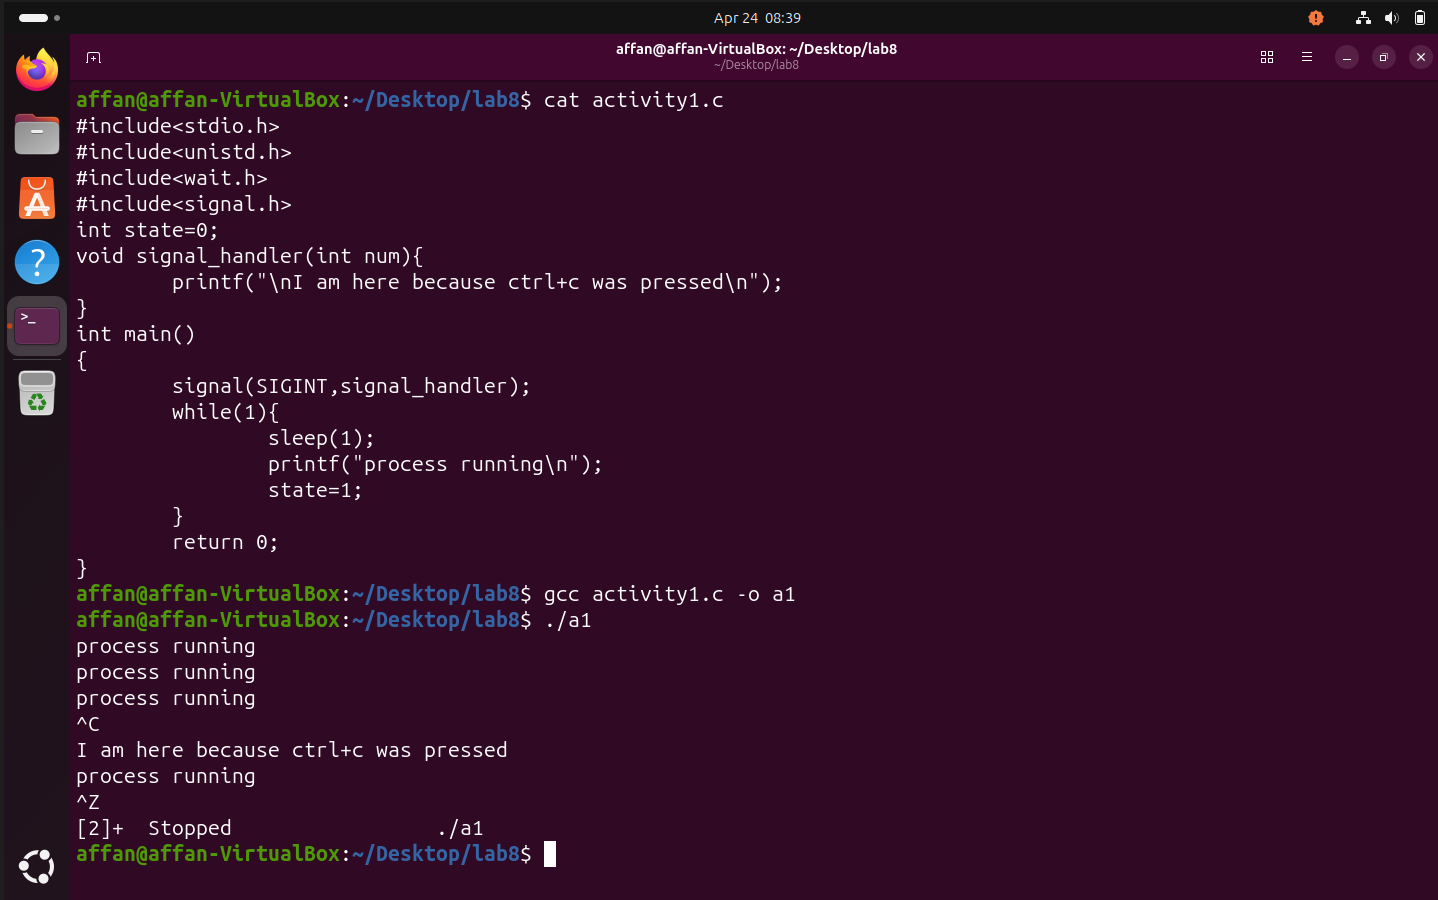 Apr 24 08:39
affan@affan-VirtualBox: ~/Desktop/lab8
~/Desktop/lab8
affan@affan-VirtualBox:~/Desktop/lab8$ cat activity1.c
#include<stdio.h>
#include<unistd.h>
#include<wait.h>
#include<signal.h>
int state=0;
void signal_handler(int num){
        printf("\nI am here because ctrl+c was pressed\n");
}
int main()
{
        signal(SIGINT,signal_handler);
        while(1){
                sleep(1);
                printf("process running\n");
                state=1;
        }
        return 0;
}
affan@affan-VirtualBox:~/Desktop/lab8$ gcc activity1.c -o a1
affan@affan-VirtualBox:~/Desktop/lab8$ ./a1
process running
process running
process running
^C
I am here because ctrl+c was pressed
process running
^Z
[2]+  Stopped                 ./a1
affan@affan-VirtualBox:~/Desktop/lab8$